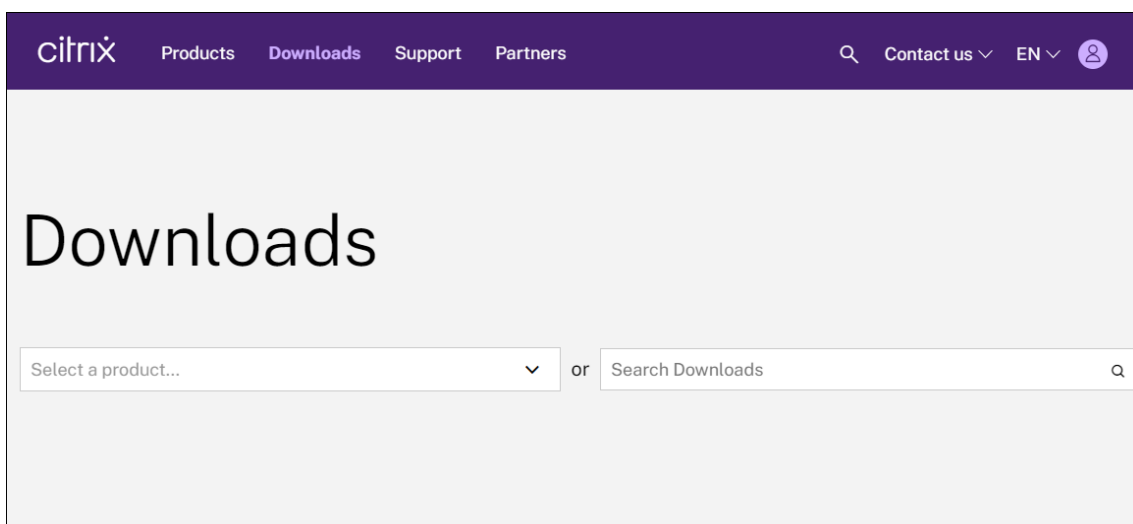 citrix Products Downloads Support Partners Contact us EN
Downloads
Select a product... or Search Downloads